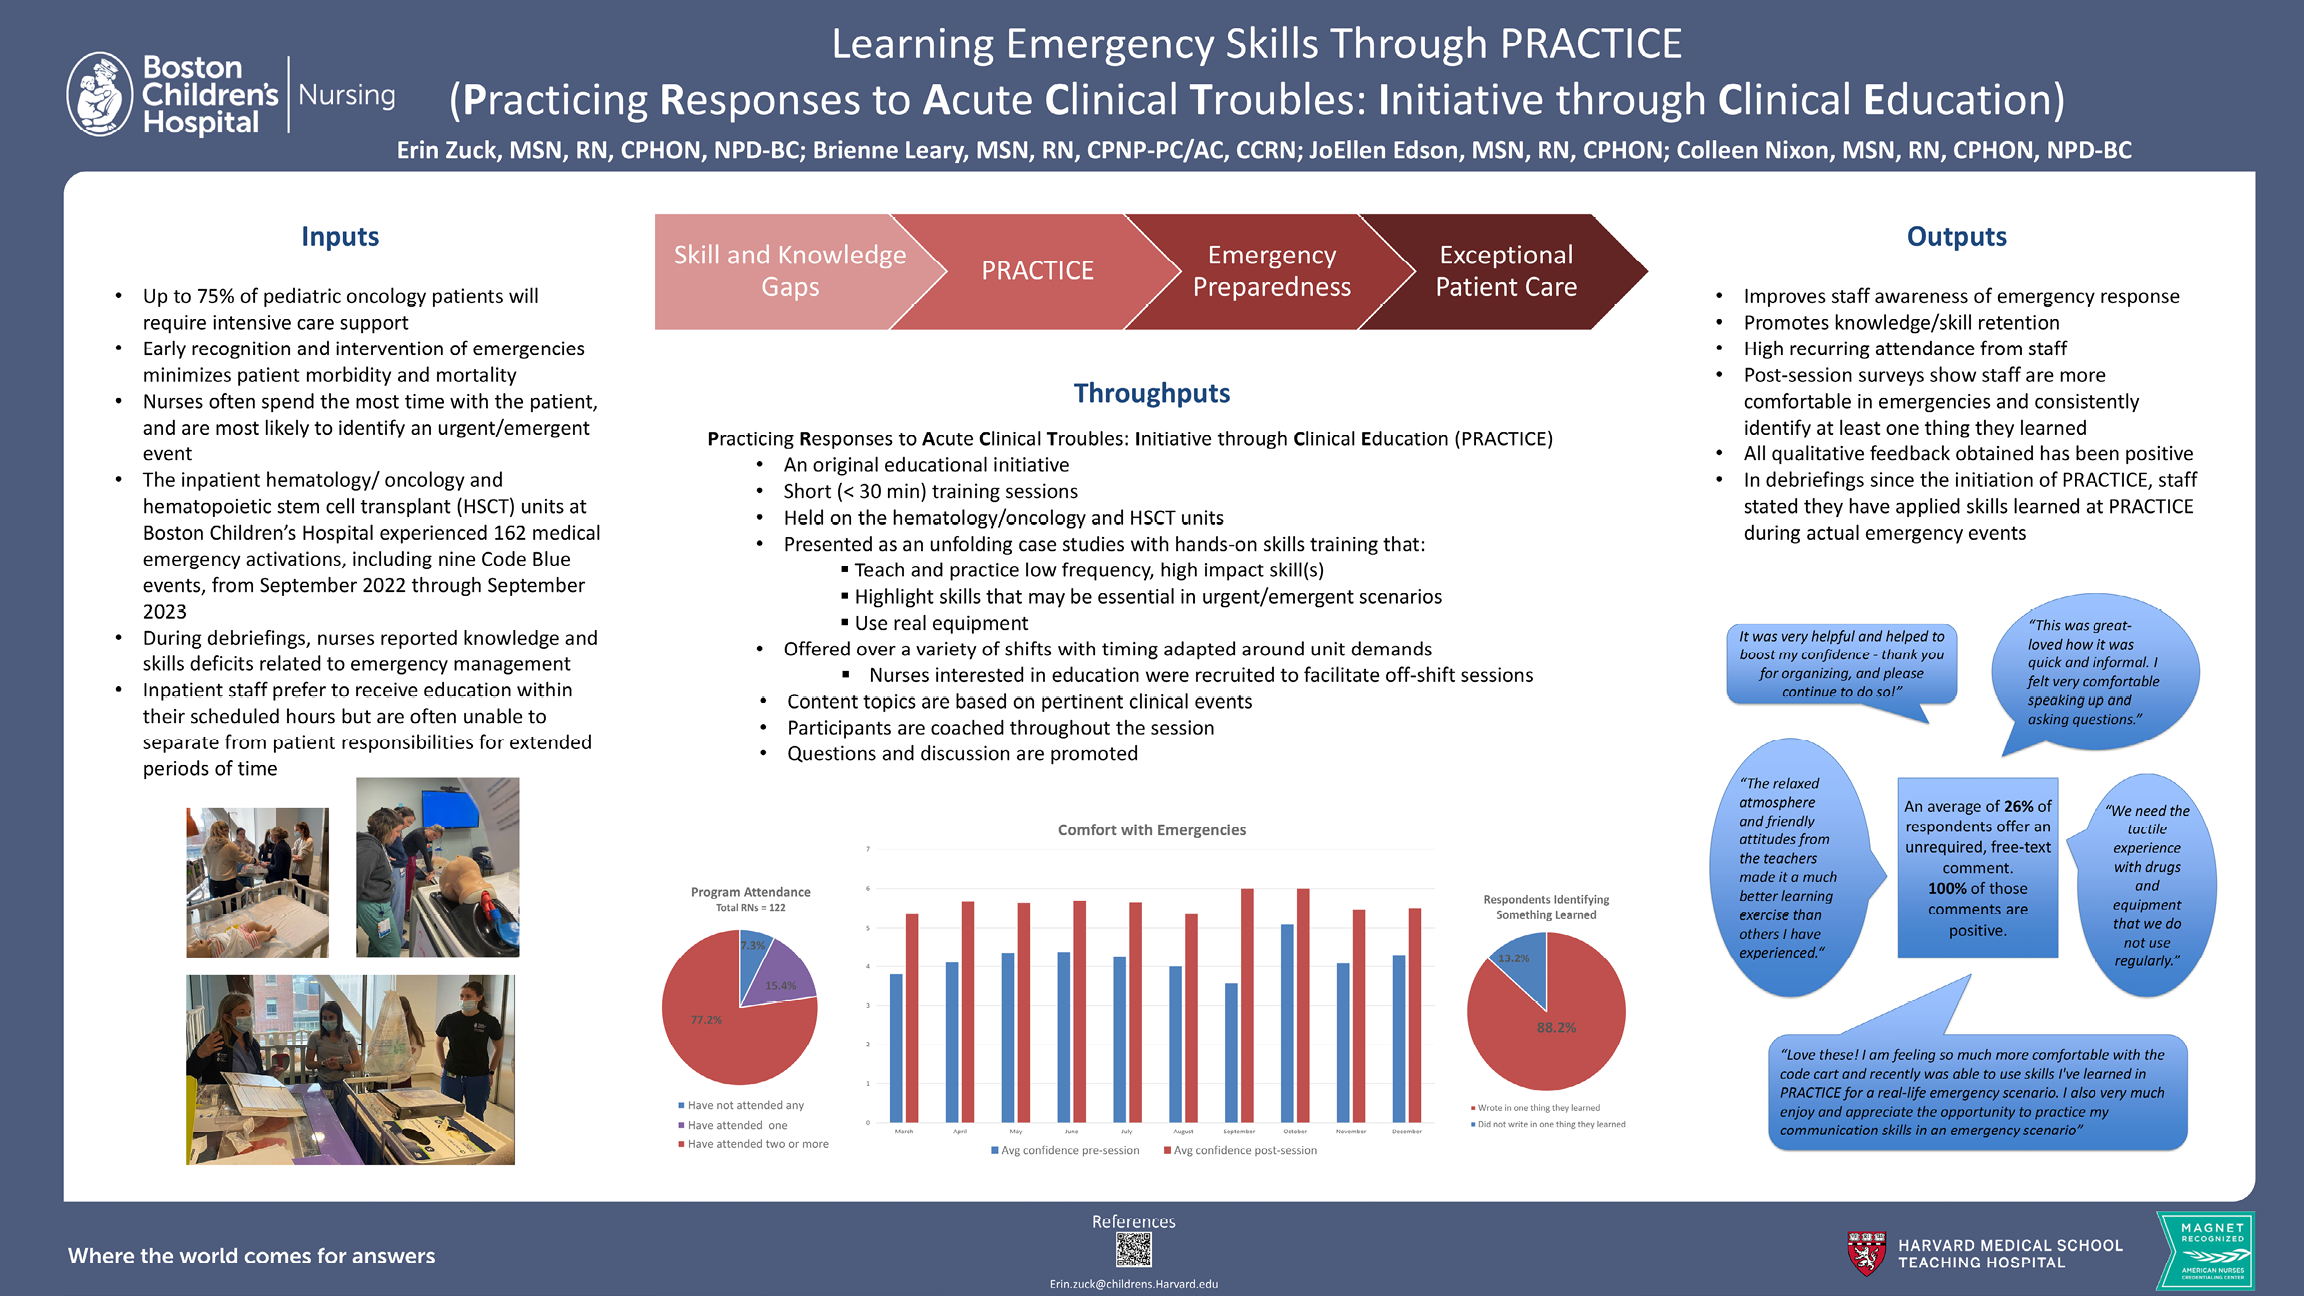 Boston
Children's
Hospital
Nursing
Learning Emergency Skills Through PRACTICE
(Practicing Responses to Acute Clinical Troubles: Initiative through Clinical Education)
Erin Zuck, MSN, RN, CPHON, NPD-BC; Brienne Leary, MSN, RN, CPNP-PC/AC, CCRN; JoEllen Edson, MSN, RN, CPHON; Colleen Nixon, MSN, RN, CPHON, NPD-BC
Inputs
• Up to 75% of pediatric oncology patients will
require intensive care support
• Early recognition and intervention of emergencies
minimizes patient morbidity and mortality
• Nurses often spend the most time with the patient,
and are most likely to identify an urgent/emergent
event
• The inpatient hematology/ oncology and
hematopoietic stem cell transplant (HSCT) units at
Boston Children's Hospital experienced 162 medical
emergency activations, including nine Code Blue
events, from September 2022 through September
2023
• During debriefings, nurses reported knowledge and
skills deficits related to emergency management
• Inpatient staff prefer to receive education within
their scheduled hours but are often unable to
separate from patient responsibilities for extended
periods of time
Skill and Knowledge
Gaps
PRACTICE
Emergency
Preparedness
Exceptional
Patient Care
Throughputs
Practicing Responses to Acute Clinical Troubles: Initiative through Clinical Education (PRACTICE)
• An original educational initiative
• Short (< 30 min) training sessions
• Held on the hematology/oncology and HSCT units
• Presented as an unfolding case studies with hands-on skills training that:
▪ Teach and practice low frequency, high impact skill(s)
▪ Highlight skills that may be essential in urgent/emergent scenarios
▪ Use real equipment
• Offered over a variety of shifts with timing adapted around unit demands
▪ Nurses interested in education were recruited to facilitate off-shift sessions
• Content topics are based on pertinent clinical events
• Participants are coached throughout the session
• Questions and discussion are promoted
Program Attendance
Total RNs = 122
7.3%
15.4%
77.2%
Have not attended any
Have attended one
Have attended two or more
Comfort with Emergencies
7
6
5
4
3
2
1
0
March April May June July August September October November December
Avg confidence pre-session Avg confidence post-session
Respondents Identifying
Something Learned
13.2%
88.2%
Wrote in one thing they learned
Did not write in one thing they learned
Outputs
• Improves staff awareness of emergency response
• Promotes knowledge/skill retention
• High recurring attendance from staff
• Post-session surveys show staff are more
comfortable in emergencies and consistently
identify at least one thing they learned
• All qualitative feedback obtained has been positive
• In debriefings since the initiation of PRACTICE, staff
stated they have applied skills learned at PRACTICE
during actual emergency events
It was very helpful and helped to
boost my confidence - thank you
for organizing, and please
continue to do so!”
“This was great-
loved how it was
quick and informal. I
felt very comfortable
speaking up and
asking questions.”
“The relaxed
atmosphere
and friendly
attitudes from
the teachers
made it a much
better learning
exercise than
others I have
experienced.“
An average of 26% of
respondents offer an
unrequired, free-text
comment.
100% of those
comments are
positive.
“We need the
tactile
experience
with drugs
and
equipment
that we do
not use
regularly.”
“Love these! I am feeling so much more comfortable with the
code cart and recently was able to use skills I've learned in
PRACTICE for a real-life emergency scenario. I also very much
enjoy and appreciate the opportunity to practice my
communication skills in an emergency scenario”
Where the world comes for answers
References
Erin.zuck@childrens.Harvard.edu
HARVARD MEDICAL SCHOOL
TEACHING HOSPITAL
MAGNET
RECOGNIZED
AMERICAN NURSES
CREDENTIALING CENTER